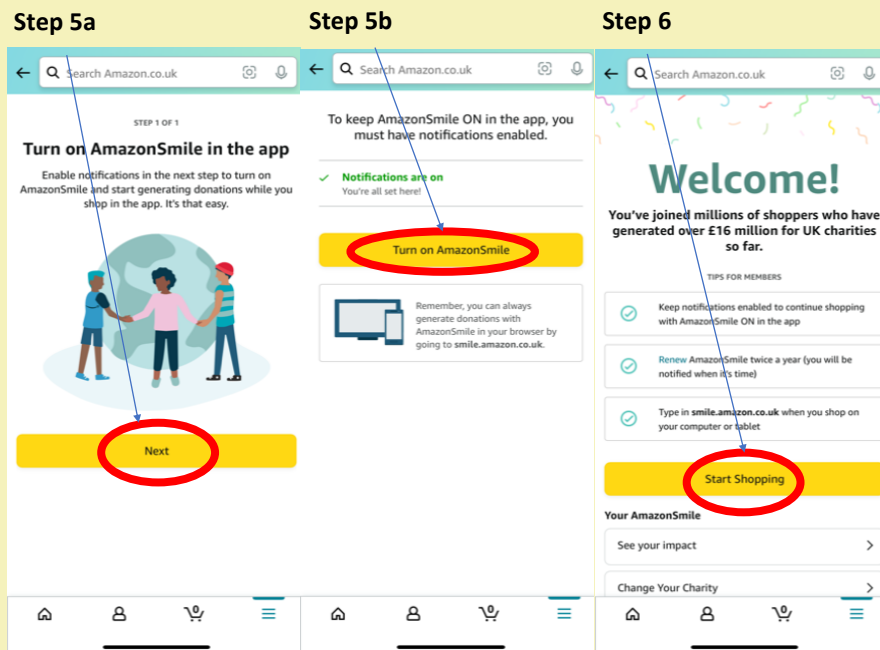 Step 5a
Search Amazon.co.uk
STEP 1 OF 1
Turn on AmazonSmile in the app
Enable notifications in the next step to turn on
AmazonSmile and start generating donations while you
shop in the app. It's that easy.
Next
0
Step 5b
Search Amazon.co.uk
To keep AmazonSmile ON in the app, you
must have notifications enabled.
Notifications are on
You're all set here!
Turn on AmazonSmile
Remember, you can always
generate donations with
AmazonSmile in your browser by
going to smile.amazon.co.uk.
0
Step 6
Search Amazon.co.uk
Welcome!
You've joined millions of shoppers who have
generated over £16 million for UK charities
so far.
TIPS FOR MEMBERS
Keep notifications enabled to continue shopping
with AmazonSmile ON in the app
Renew AmazonSmile twice a year (you will be
notified when it's time)
Type in smile.amazon.co.uk when you shop on
your computer or tablet
Start Shopping
Your AmazonSmile
See your impact
Change Your Charity
0